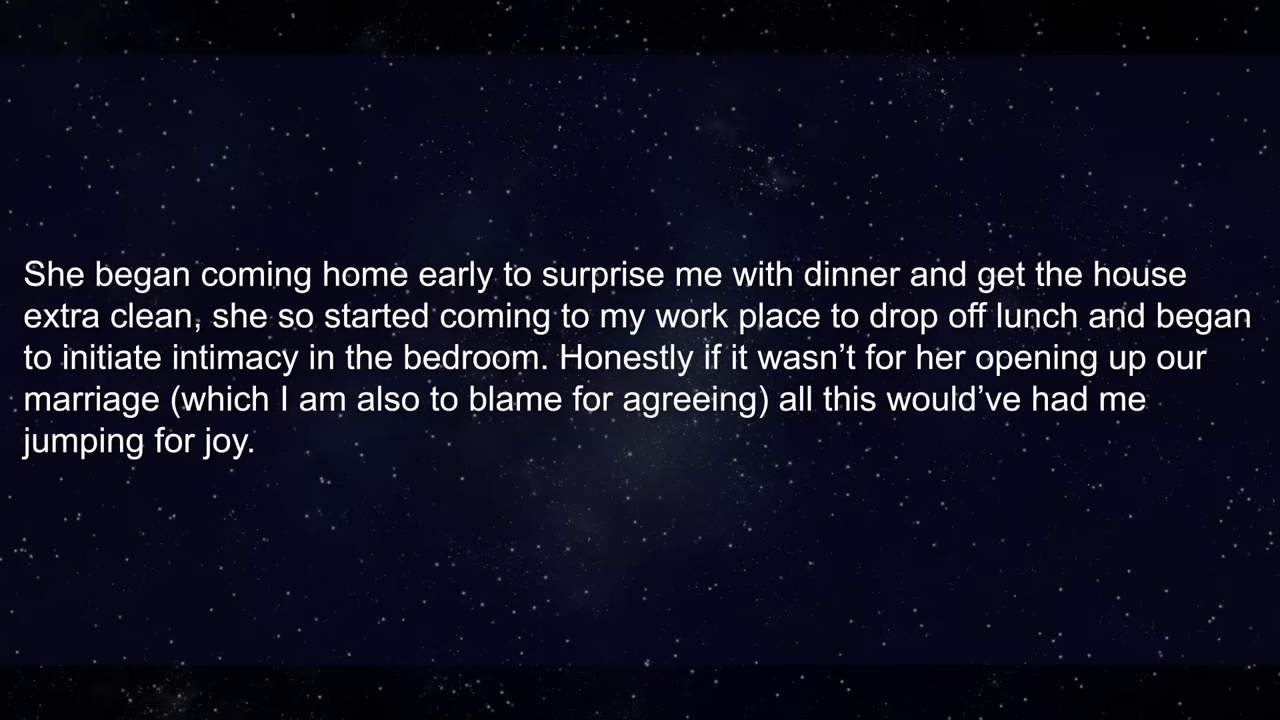 She began coming home early to surprise me with dinner and get the house
extra clean, she so started coming to my work place to drop off lunch and began
to initiate intimacy in the bedroom. Honestly if it wasn’t for her opening up our
marriage (which I am also to blame for agreeing) all this would’ve had me
jumping for joy.